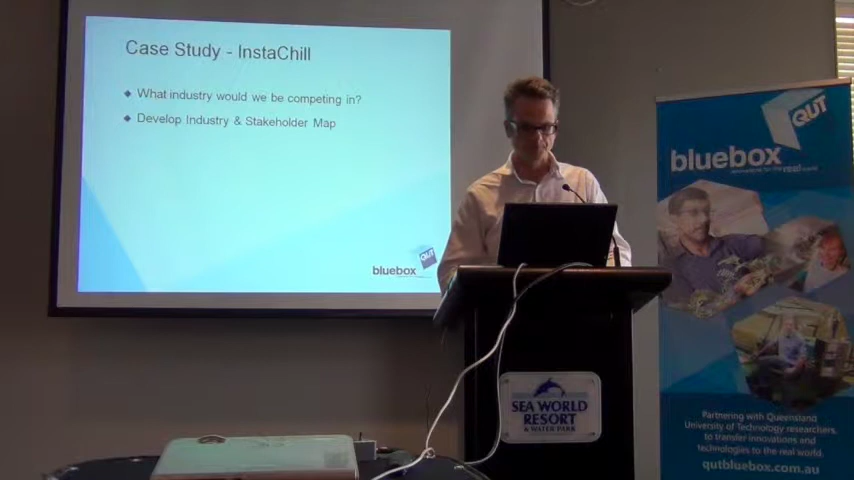 Case Study - InstaChill
What industry would we be competing in?
Develop Industry & Stakeholder Map
bluebox
QUT
QUT
bluebox
SEA WORLD
RESORT
& WATER PARK
Partnering with Queensland
University of Technology researchers,
to transfer innovations and
technologies to the real world.
qutbluebox.com.au